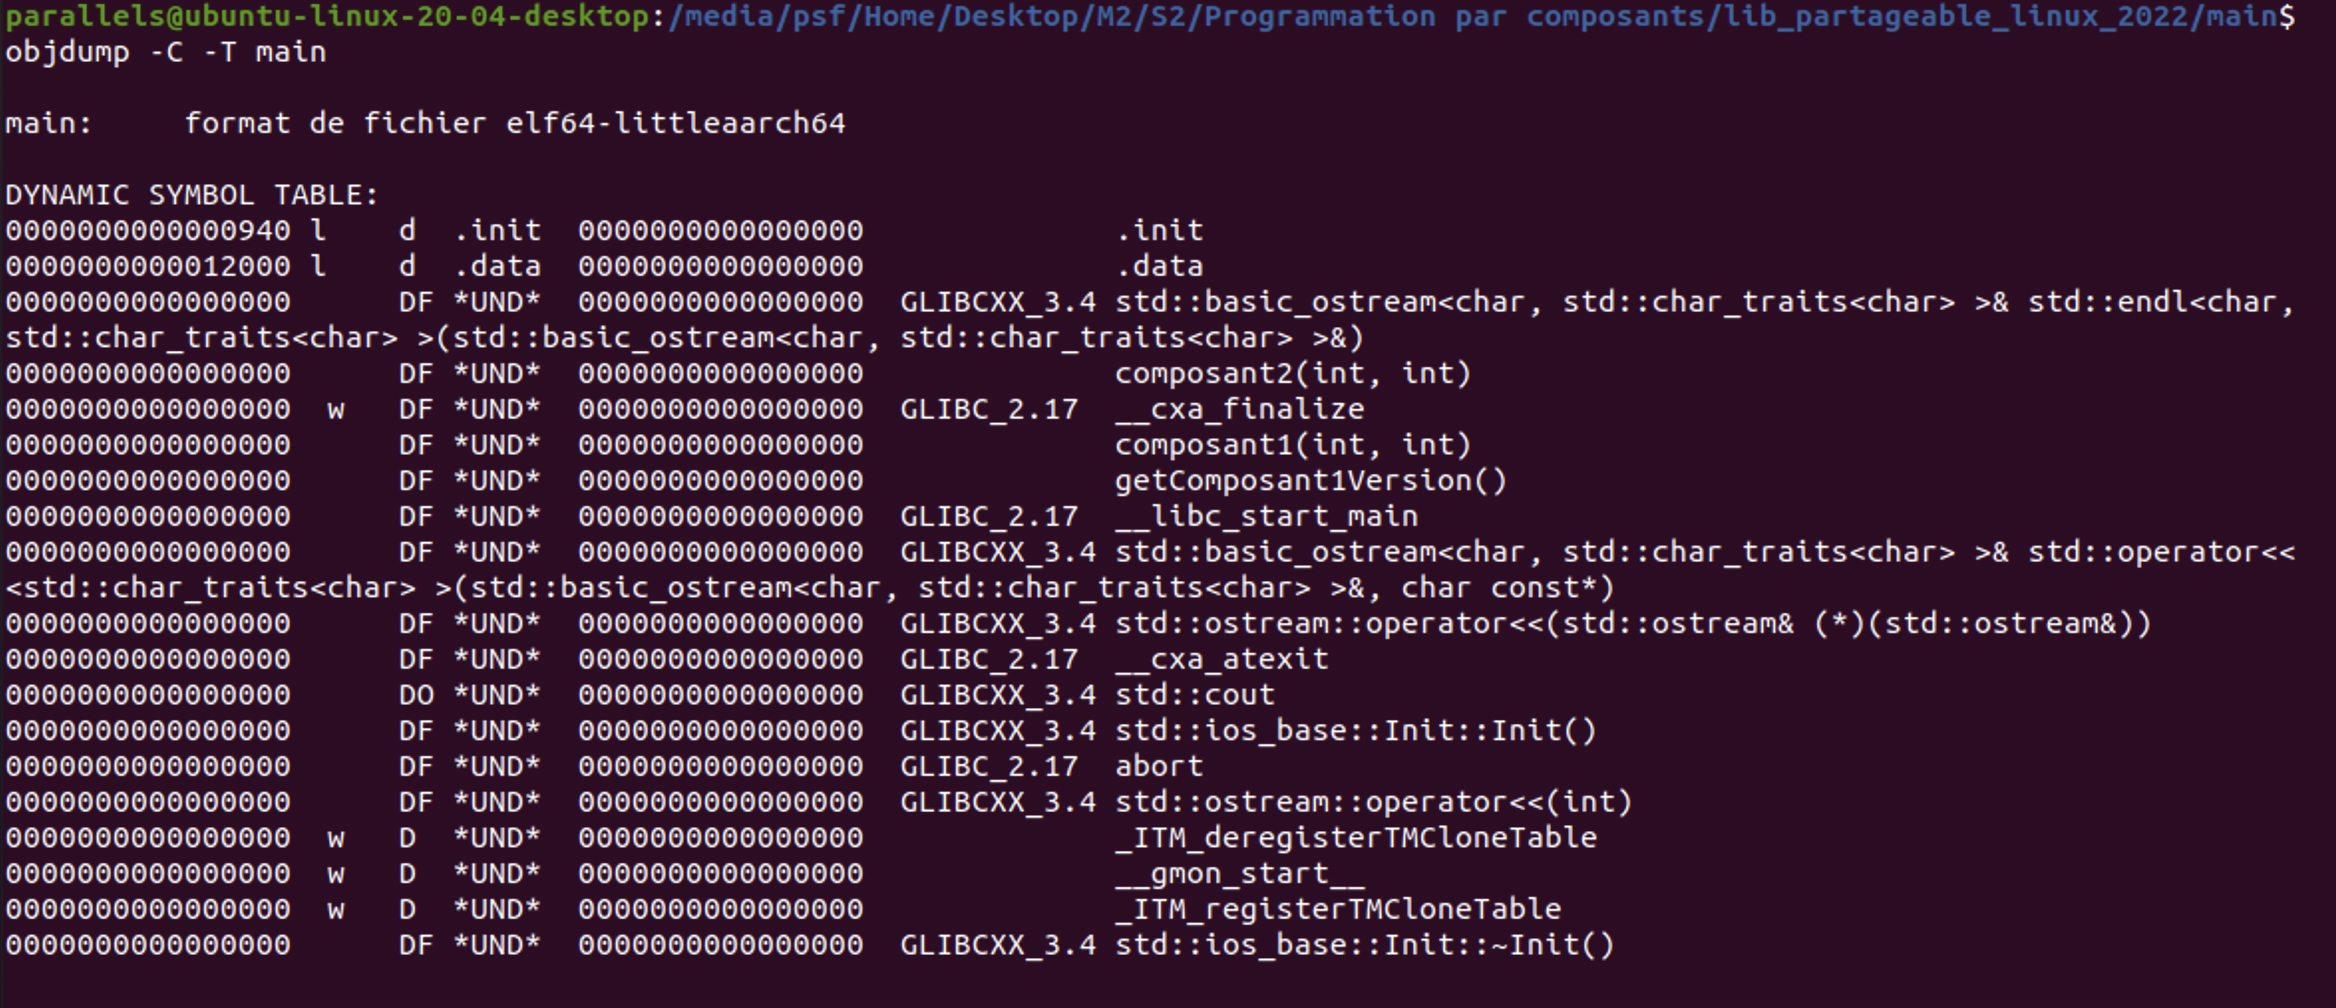 parallels@ubuntu-linux-20-04-desktop:/media/psf/Home/Desktop/M2/S2/Programmation par composants/lib_partageable_linux_2022/main$
objdump -C -T main
main:     format de fichier elf64-littleaarch64
DYNAMIC SYMBOL TABLE:
0000000000000940 l    d  .init  0000000000000000              .init
0000000000012000 l    d  .data  0000000000000000              .data
0000000000000000      DF *UND*  0000000000000000  GLIBCXX_3.4 std::basic_ostream<char, std::char_traits<char> >& std::endl<char,
std::char_traits<char> >(std::basic_ostream<char, std::char_traits<char> >&)
0000000000000000      DF *UND*  0000000000000000              composant2(int, int)
0000000000000000  w   DF *UND*  0000000000000000  GLIBC_2.17  __cxa_finalize
0000000000000000      DF *UND*  0000000000000000              composant1(int, int)
0000000000000000      DF *UND*  0000000000000000              getComposant1Version()
0000000000000000      DF *UND*  0000000000000000  GLIBC_2.17  __libc_start_main
0000000000000000      DF *UND*  0000000000000000  GLIBCXX_3.4 std::basic_ostream<char, std::char_traits<char> >& std::operator<<
<std::char_traits<char> >(std::basic_ostream<char, std::char_traits<char> >&, char const*)
0000000000000000      DF *UND*  0000000000000000  GLIBCXX_3.4 std::ostream::operator<<(std::ostream& (*)(std::ostream&))
0000000000000000      DF *UND*  0000000000000000  GLIBC_2.17  __cxa_atexit
0000000000000000      DO *UND*  0000000000000000  GLIBCXX_3.4 std::cout
0000000000000000      DF *UND*  0000000000000000  GLIBCXX_3.4 std::ios_base::Init::Init()
0000000000000000      DF *UND*  0000000000000000  GLIBC_2.17  abort
0000000000000000      DF *UND*  0000000000000000  GLIBCXX_3.4 std::ostream::operator<<(int)
0000000000000000  w   D  *UND*  0000000000000000              _ITM_deregisterTMCloneTable
0000000000000000  w   D  *UND*  0000000000000000              __gmon_start__
0000000000000000  w   D  *UND*  0000000000000000              _ITM_registerTMCloneTable
0000000000000000      DF *UND*  0000000000000000  GLIBCXX_3.4 std::ios_base::Init::~Init()